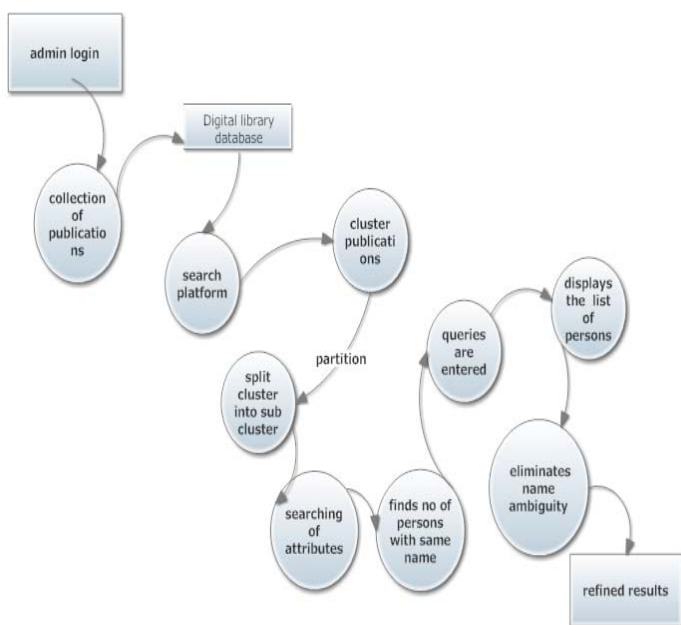 admin login
Digital library
database
collection
of
publicatio
ns
cluster
publicati
ons
search
platform
displays
the list
of
persons
queries
are
entered
partition
split
cluster
into sub
cluster
searching
of
attributes
finds no of
persons
with same
name
eliminates
name
ambiguity
refined results